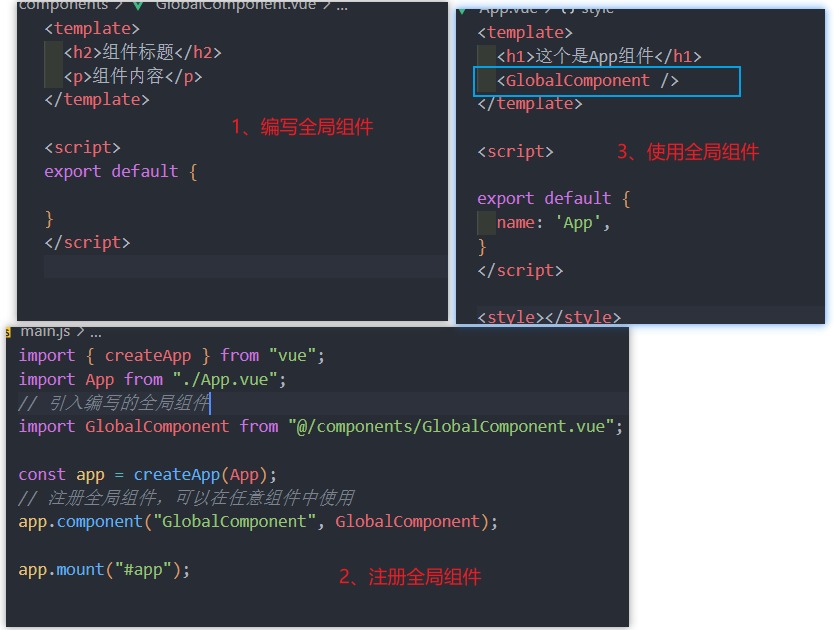 components > GlobalComponent.vue > ...
<template>
<h2>组件标题</h2>
<p>组件内容</p>
</template>
1、编写全局组件
<script>
export default {
}
</script>
App.vue > {} style
<template>
<h1>这个是App组件</h1>
<GlobalComponent />
</template>
<script>
3、使用全局组件
export default {
name: 'App',
}
</script>
<style></style>
main.js > ...
import { createApp } from "vue";
import App from "./App.vue";
// 引入编写的全局组件
import GlobalComponent from "@/components/GlobalComponent.vue";
const app = createApp(App);
// 注册全局组件，可以在任意组件中使用
app.component("GlobalComponent", GlobalComponent);
app.mount("#app");
2、注册全局组件